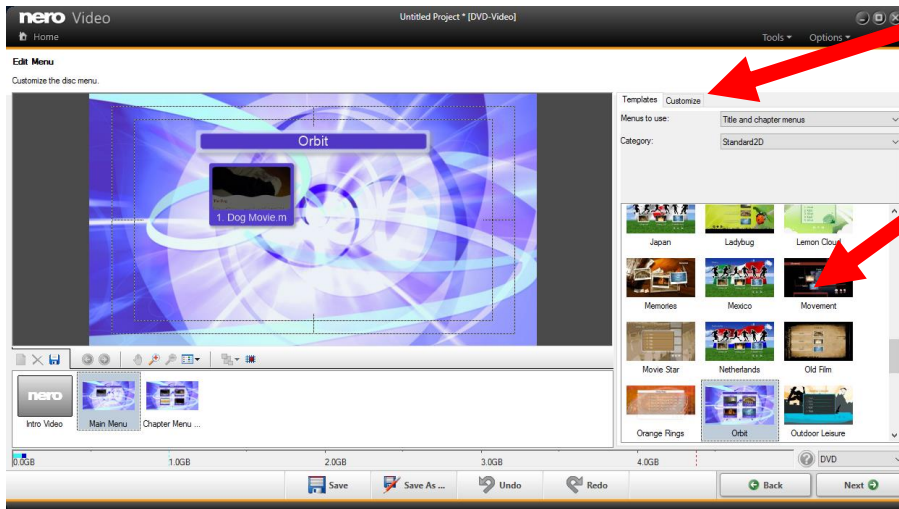 nero Video
Untitled Project * [DVD-Video]
Home
Tools
Options
Edit Menu
Customize the disc menu.
Templates
Customize
Menus to use:
Title and chapter menus
Category:
Standard2D
Orbit
1. Dog Movie.m
Japan
Ladybug
Lemon Cloud
Memories
Mexico
Movement
Movie Star
Netherlands
Old Film
Orange Rings
Orbit
Outdoor Leisure
nero
Intro Video
Main Menu
Chapter Menu ...
0.0GB
1.0GB
2.0GB
3.0GB
4.0GB
DVD
Save
Save As ...
Undo
Redo
Back
Next